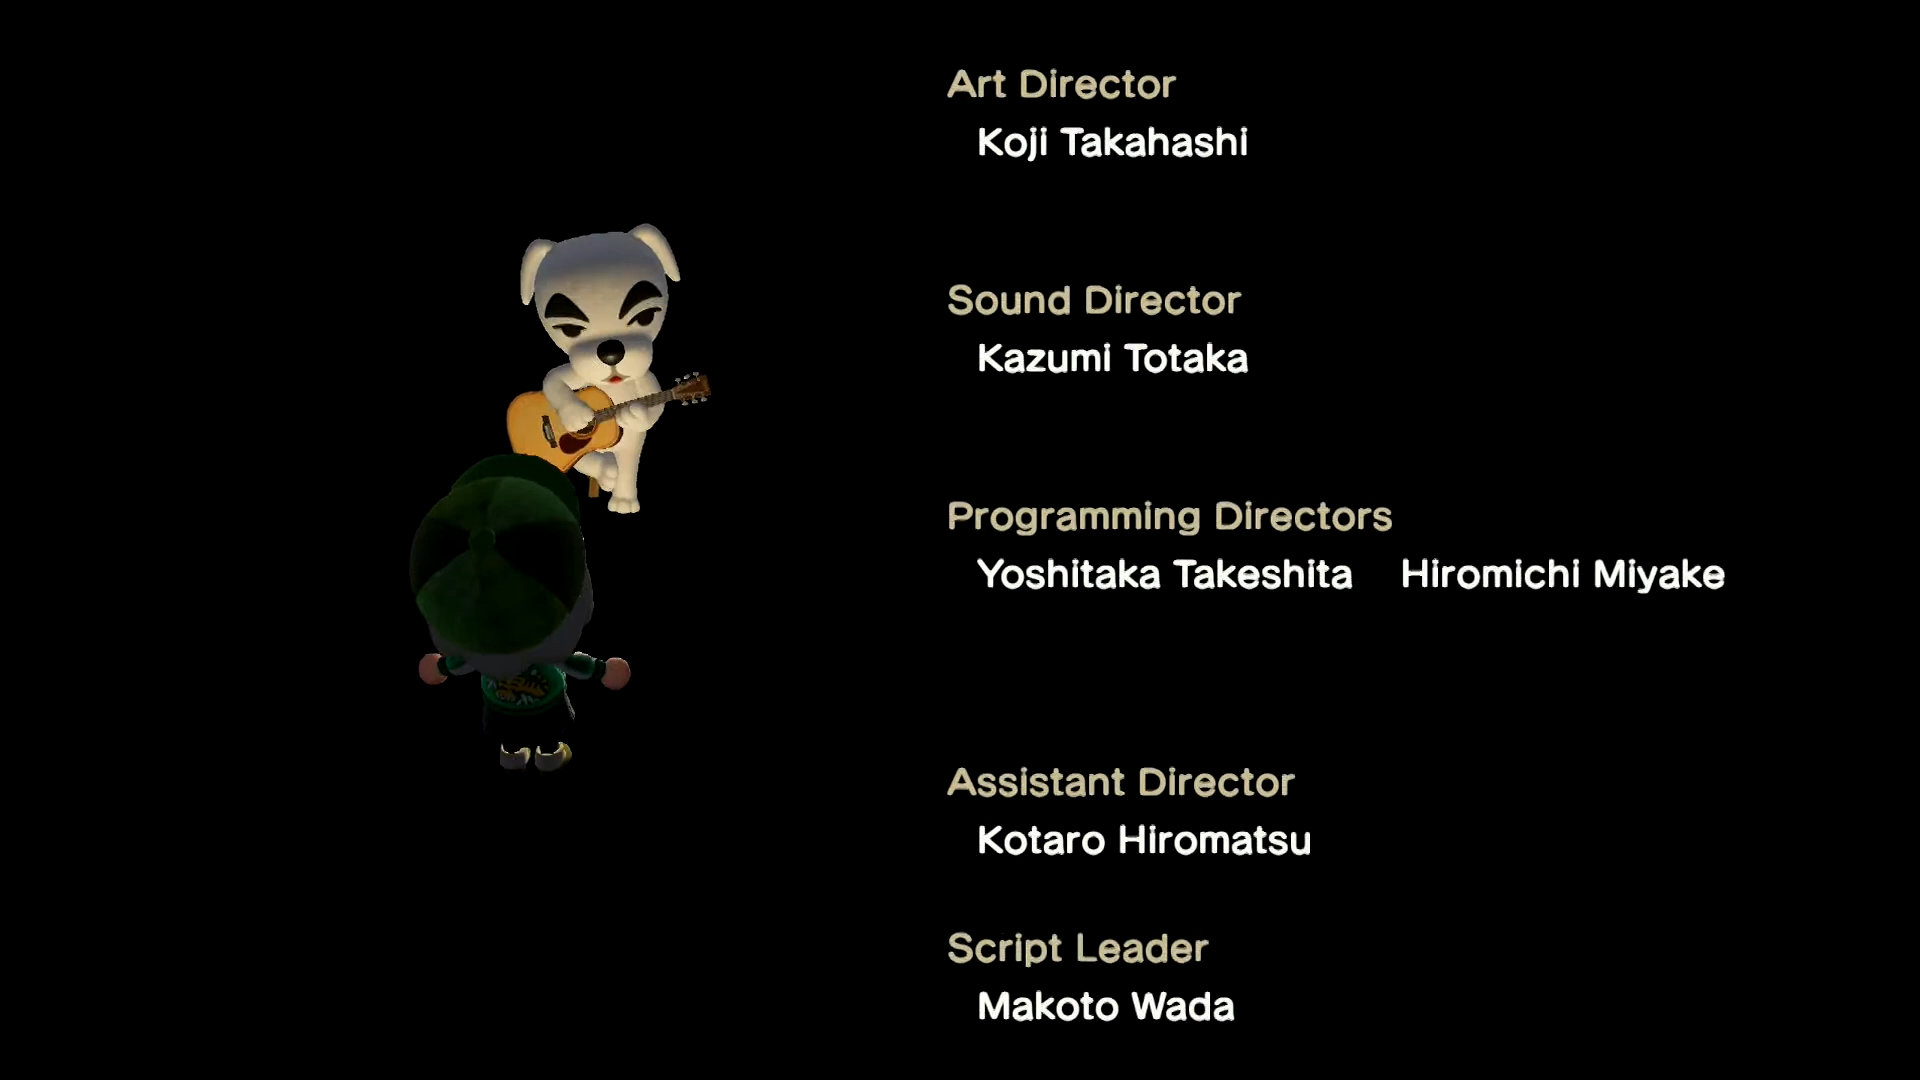 Art Director
Koji Takahashi
Sound Director
Kazumi Totaka
Programming Directors
Yoshitaka Takeshita Hiromichi Miyake
Assistant Director
Kotaro Hiromatsu
Script Leader
Makoto Wada